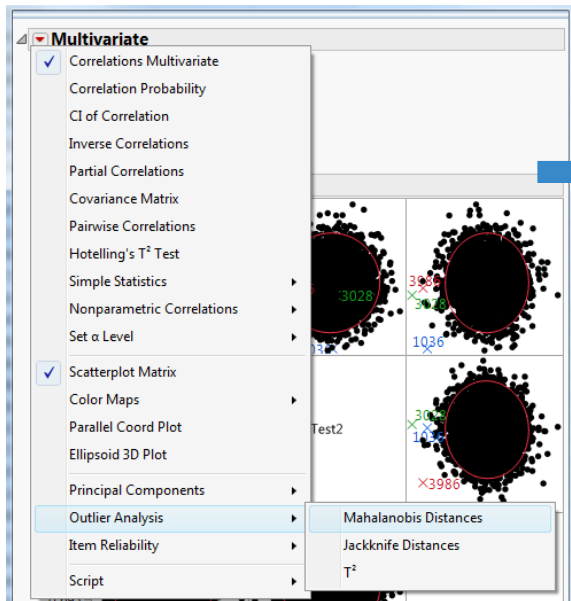 Multivariate
Correlations Multivariate
Correlation Probability
CI of Correlation
Inverse Correlations
Partial Correlations
Covariance Matrix
Pairwise Correlations
Hotelling's T² Test
Simple Statistics
Nonparametric Correlations
Set α Level
Scatterplot Matrix
Color Maps
Parallel Coord Plot
Ellipsoid 3D Plot
Principal Components
Outlier Analysis
Item Reliability
Script
Mahalanobis Distances
Jackknife Distances
T²
3028
3986
3028
1036
Test2
3028
1036
3986